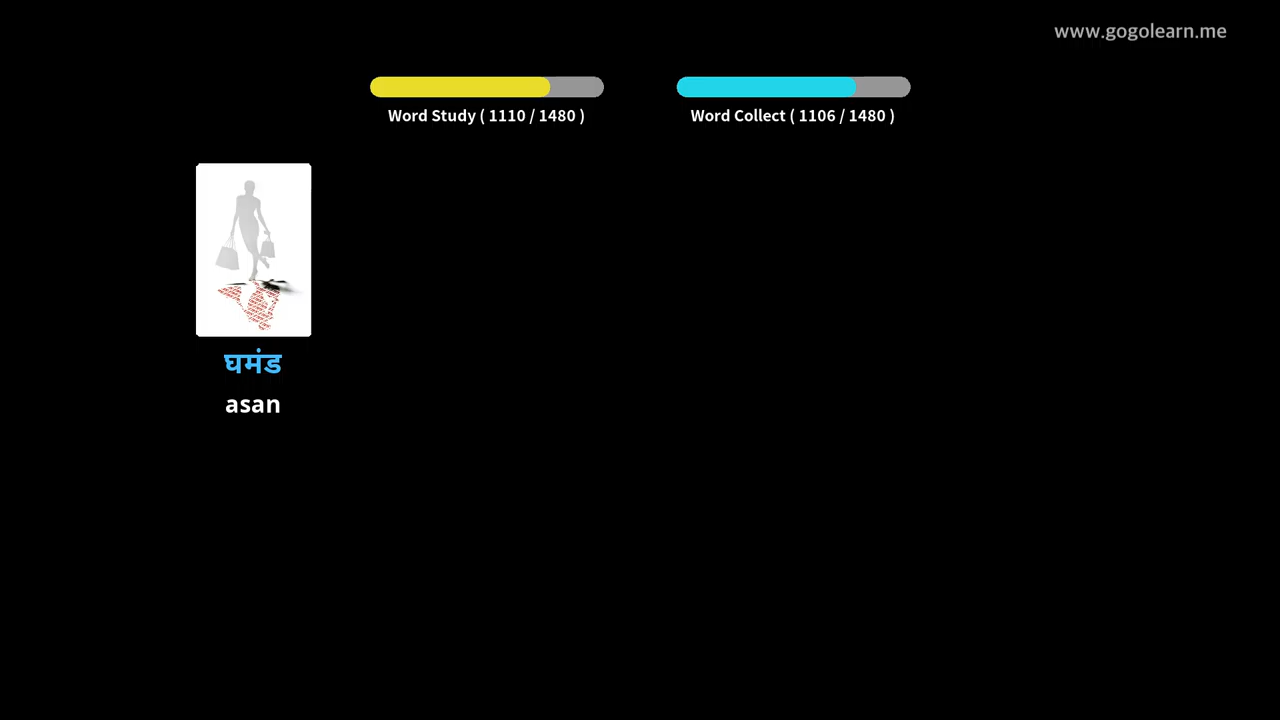 www.gogolearn.me
Word Study ( 1110 / 1480 )
Word Collect ( 1106 / 1480 )
घमंड
asan